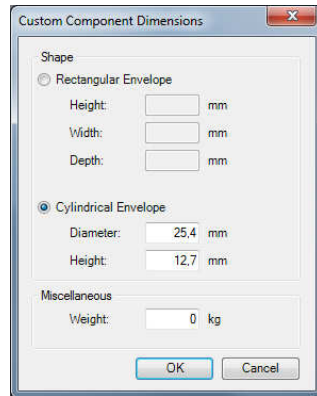 Custom Component Dimensions
Shape
Rectangular Envelope
Height: mm
Width: mm
Depth: mm
Cylindrical Envelope
Diameter: 25,4 mm
Height: 12,7 mm
Miscellaneous
Weight: 0 kg
OK Cancel